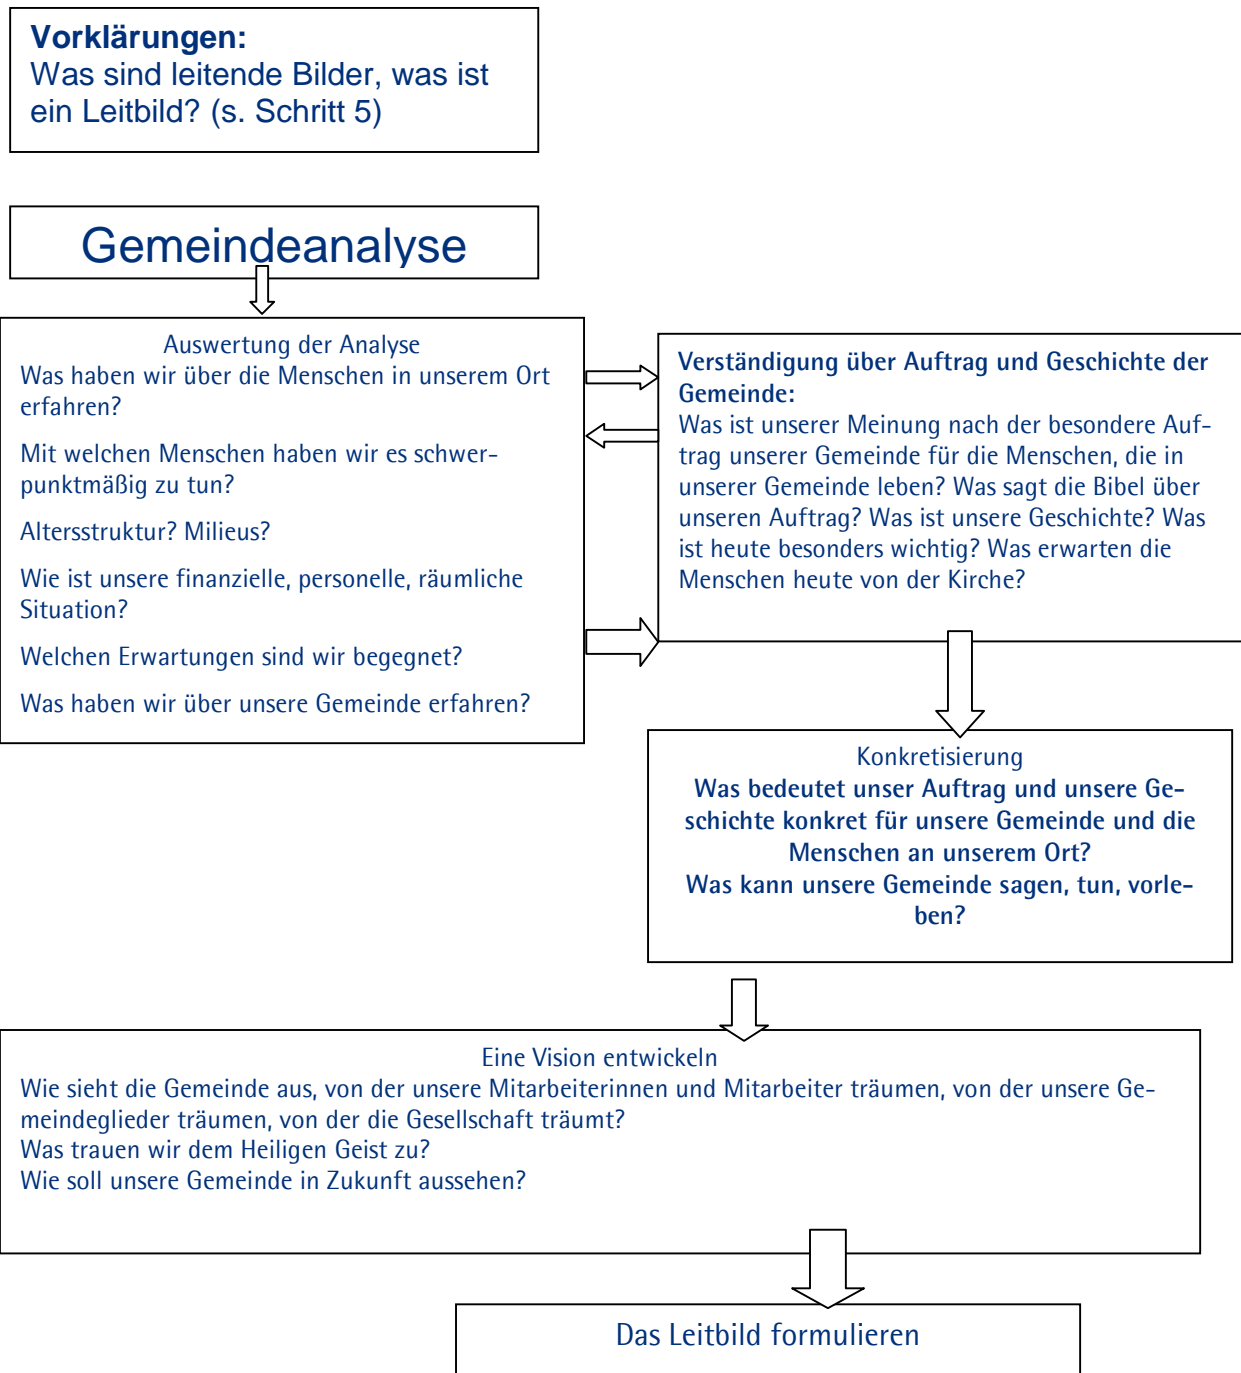 Vorklärungen:
Was sind leitende Bilder, was ist
ein Leitbild? (s. Schritt 5)
Gemeindeanalyse
Auswertung der Analyse
Was haben wir über die Menschen in unserem Ort
erfahren?
Mit welchen Menschen haben wir es schwer-
punktmäßig zu tun?
Altersstruktur? Milieus?
Wie ist unsere finanzielle, personelle, räumliche
Situation?
Welchen Erwartungen sind wir begegnet?
Was haben wir über unsere Gemeinde erfahren?
Verständigung über Auftrag und Geschichte der
Gemeinde:
Was ist unserer Meinung nach der besondere Auf-
trag unserer Gemeinde für die Menschen, die in
unserer Gemeinde leben? Was sagt die Bibel über
unseren Auftrag? Was ist unsere Geschichte? Was
ist heute besonders wichtig? Was erwarten die
Menschen heute von der Kirche?
Konkretisierung
Was bedeutet unser Auftrag und unsere Ge-
schichte konkret für unsere Gemeinde und die
Menschen an unserem Ort?
Was kann unsere Gemeinde sagen, tun, vorle-
ben?
Eine Vision entwickeln
Wie sieht die Gemeinde aus, von der unsere Mitarbeiterinnen und Mitarbeiter träumen, von der unsere Ge-
meindeglieder träumen, von der die Gesellschaft träumt?
Was trauen wir dem Heiligen Geist zu?
Wie soll unsere Gemeinde in Zukunft aussehen?
Das Leitbild formulieren